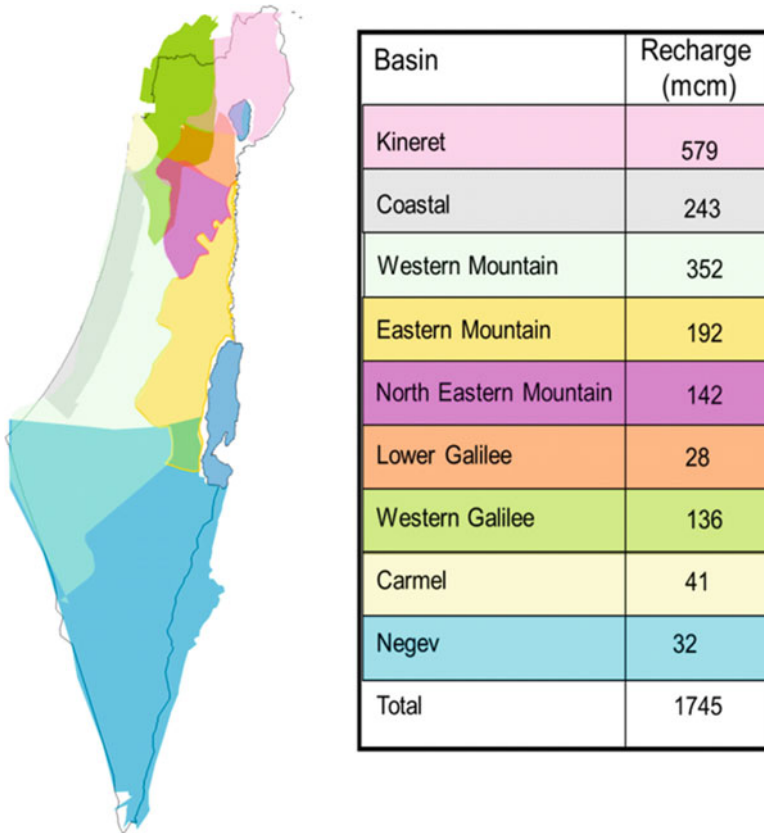 Basin Recharge (mcm)
Kineret 579
Coastal 243
Western Mountain 352
Eastern Mountain 192
North Eastern Mountain 142
Lower Galilee 28
Western Galilee 136
Carmel 41
Negev 32
Total 1745